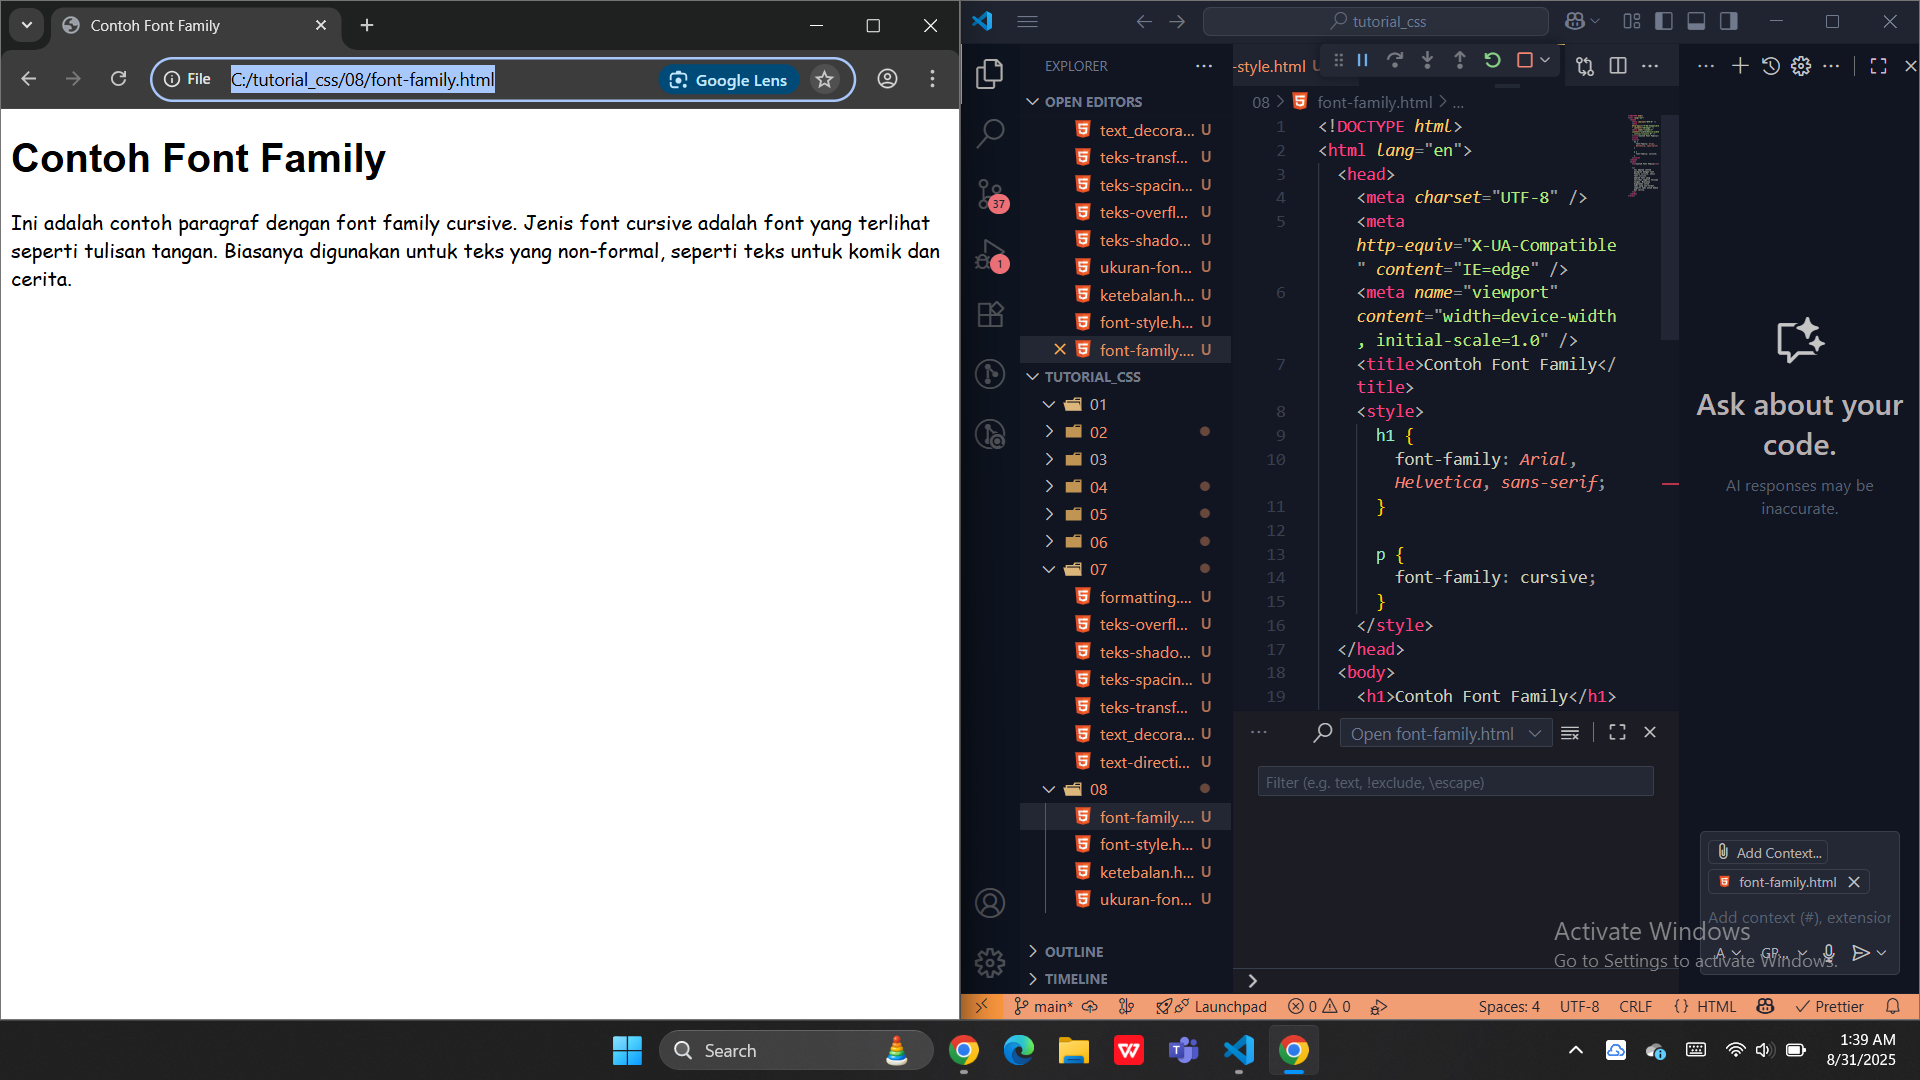 Contoh Font Family
File
C:/tutorial_css/08/font-family.html
Google Lens
Contoh Font Family
Ini adalah contoh paragraf dengan font family cursive. Jenis font cursive adalah font yang terlihat
seperti tulisan tangan. Biasanya digunakan untuk teks yang non-formal, seperti teks untuk komik dan
cerita.
tutorial_css
37
1
EXPLORER
OPEN EDITORS
text_decora... U
teks-transf... U
teks-spacin... U
teks-overfl... U
teks-shado... U
ukuran-fon... U
ketebalan.h... U
font-style.h... U
font-family.... U
TUTORIAL_CSS
01
02
03
04
05
06
07
formatting.... U
teks-overfl... U
teks-shado... U
teks-spacin... U
teks-transf... U
text_decora... U
text-directi... U
08
font-family.... U
font-style.h... U
ketebalan.h... U
ukuran-fon... U
OUTLINE
TIMELINE
-style.html U
08 > font-family.html > ...
1 <!DOCTYPE html>
2 <html lang="en">
3 <head>
4 <meta charset="UTF-8" />
5 <meta
http-equiv="X-UA-Compatible
" content="IE=edge" />
6 <meta name="viewport"
content="width=device-width
, initial-scale=1.0" />
7 <title>Contoh Font Family</
title>
8 <style>
9 h1 {
10 font-family: Arial,
Helvetica, sans-serif;
11 }
12
13 p {
14 font-family: cursive;
15 }
16 </style>
17 </head>
18 <body>
19 <h1>Contoh Font Family</h1>
Open font-family.html
Filter (e.g. text, !exclude, \escape)
Ask about your
code.
AI responses may be
inaccurate.
Add Context...
font-family.html
Add context (#), extension
A GP...
Activate Windows
Go to Settings to activate Windows.
main* Launchpad 0 0 Spaces: 4 UTF-8 CRLF {} HTML Prettier
Search
1:39 AM
8/31/2025